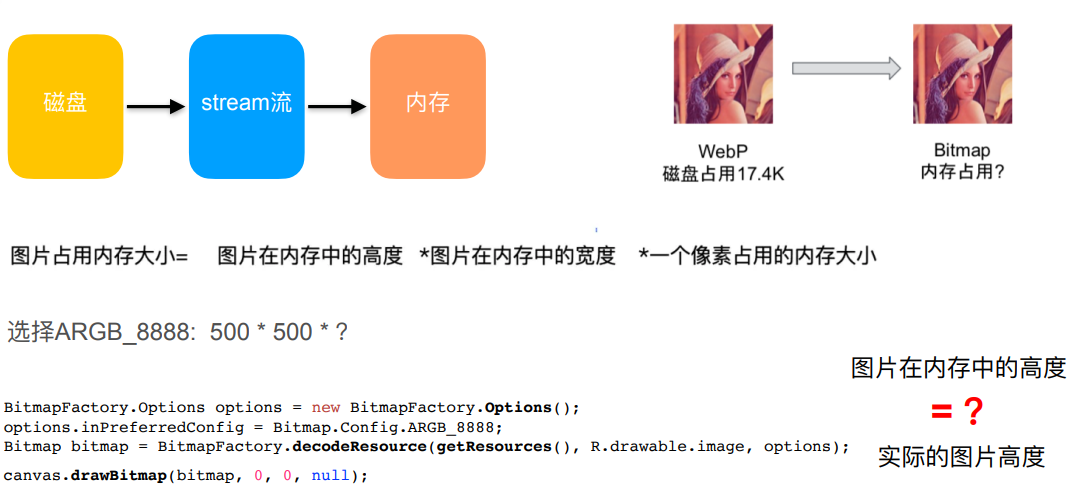 磁盘
stream流
内存
WebP
磁盘占用17.4K
Bitmap
内存占用?
图片占用内存大小= 图片在内存中的高度 *图片在内存中的宽度 *一个像素占用的内存大小
选择ARGB_8888: 500 * 500 * ?
图片在内存中的高度
= ?
实际的图片高度
BitmapFactory.Options options = new BitmapFactory.Options();
options.inPreferredConfig = Bitmap.Config.ARGB_8888;
Bitmap bitmap = BitmapFactory.decodeResource(getResources(), R.drawable.image, options);
canvas.drawBitmap(bitmap, 0, 0, null);